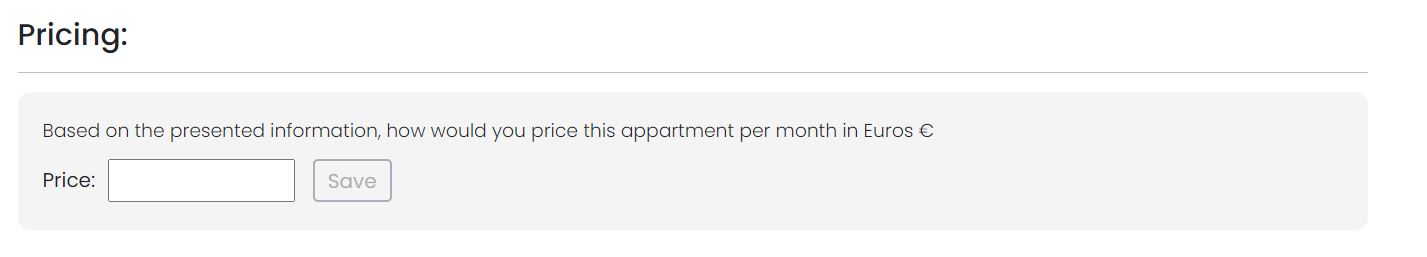 Pricing:
Based on the presented information, how would you price this appartment per month in Euros €
Price:
Save